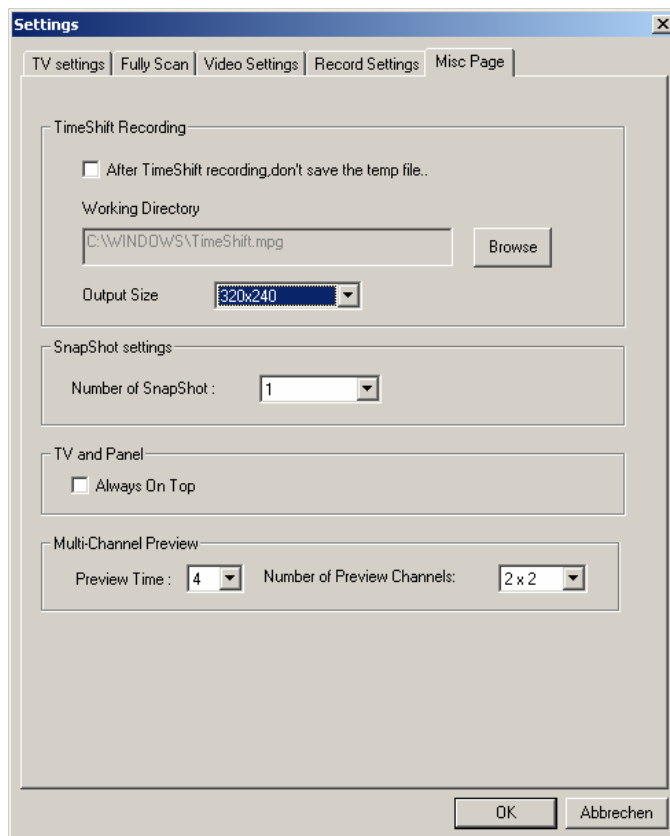 Settings
TV settings Fully Scan Video Settings Record Settings Misc Page
TimeShift Recording
After TimeShift recording,don't save the temp file..
Working Directory
C:\WINDOWS\TimeShift.mpg Browse
Output Size 320x240
SnapShot settings
Number of SnapShot : 1
TV and Panel
Always On Top
Multi-Channel Preview
Preview Time : 4 Number of Preview Channels: 2 x 2
OK Abbrechen